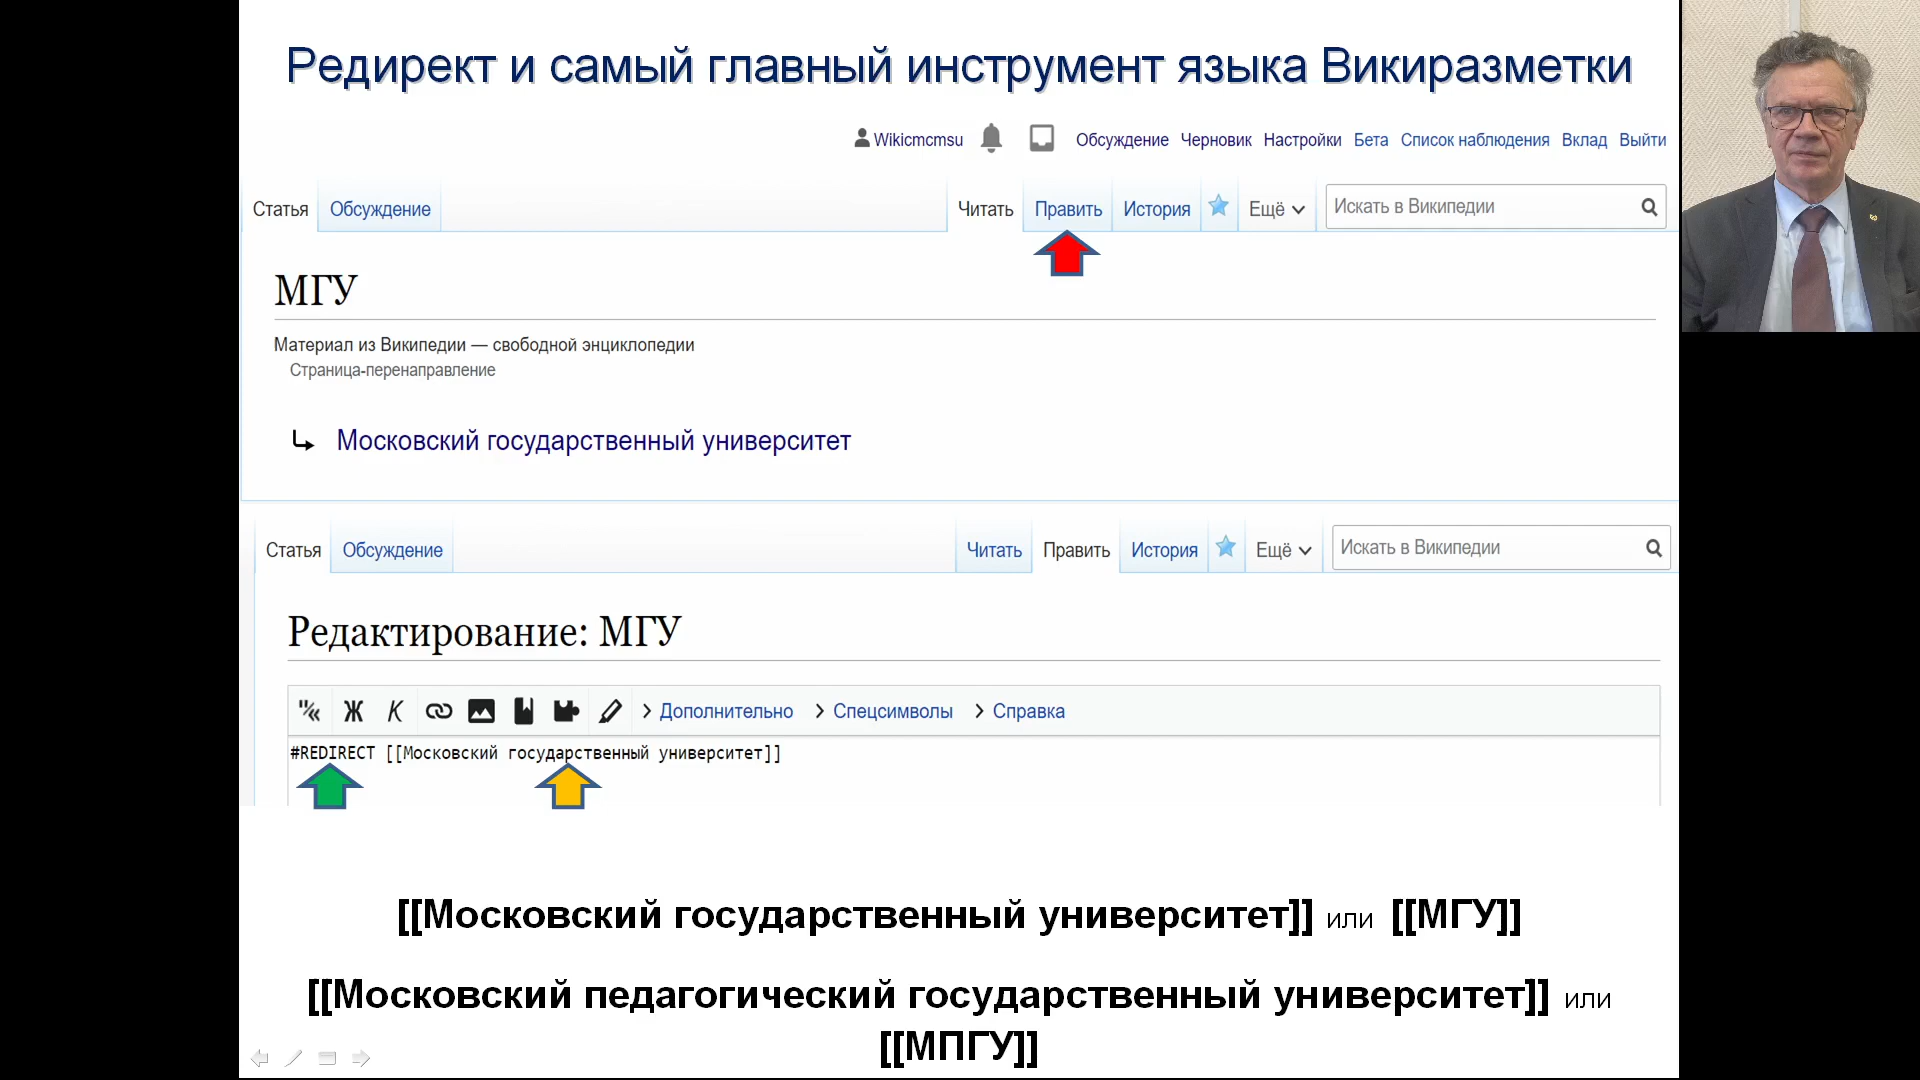 Редирект и самый главный инструмент языка Викиразметки
Wikicmcmsu Обсуждение Черновик Настройки Бета Список наблюдения Вклад Выйти
Статья Обсуждение Читать Править История Ещё Искать в Википедии
МГУ
Материал из Википедии — свободной энциклопедии
Страница-перенаправление
Московский государственный университет
Статья Обсуждение Читать Править История Ещё Искать в Википедии
Редактирование: МГУ
Ж К Дополнительно Спецсимволы Справка
#REDIRECT [[Московский государственный университет]]
[[Московский государственный университет]] или [[МГУ]]
[[Московский педагогический государственный университет]] или
[[МПГУ]]